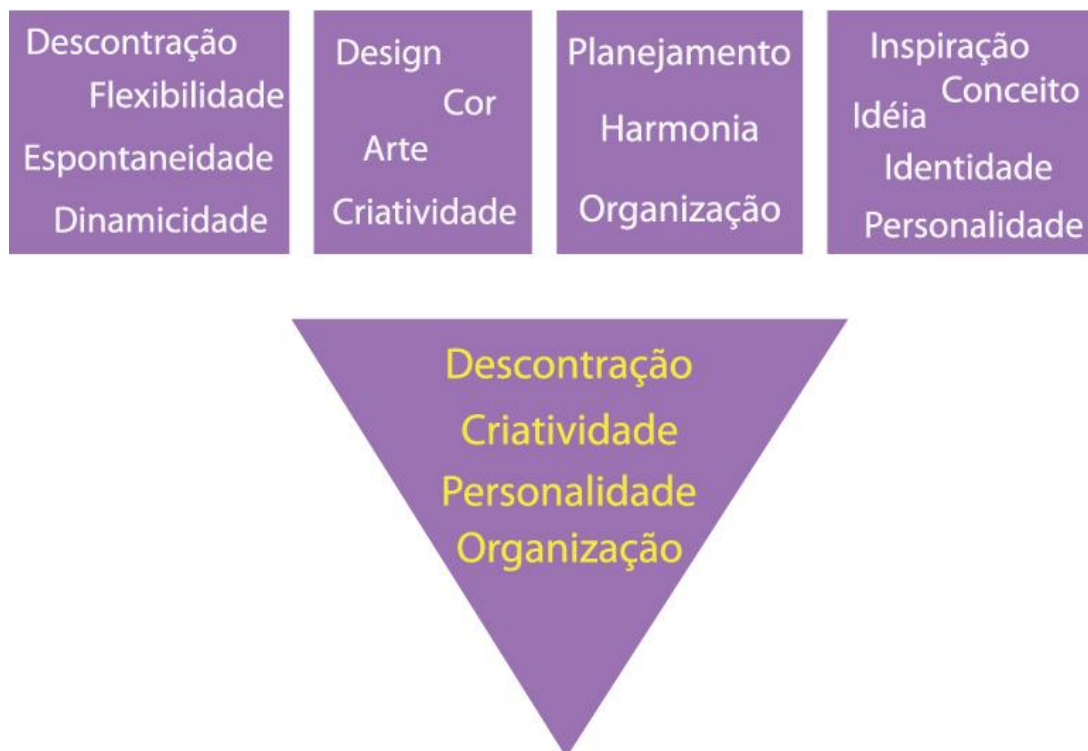 Descontração
Flexibilidade
Espontaneidade
Dinamicidade
Design
Cor
Arte
Criatividade
Planejamento
Harmonia
Organização
Inspiração
Conceito
Idéia
Identidade
Personalidade
Descontração
Criatividade
Personalidade
Organização